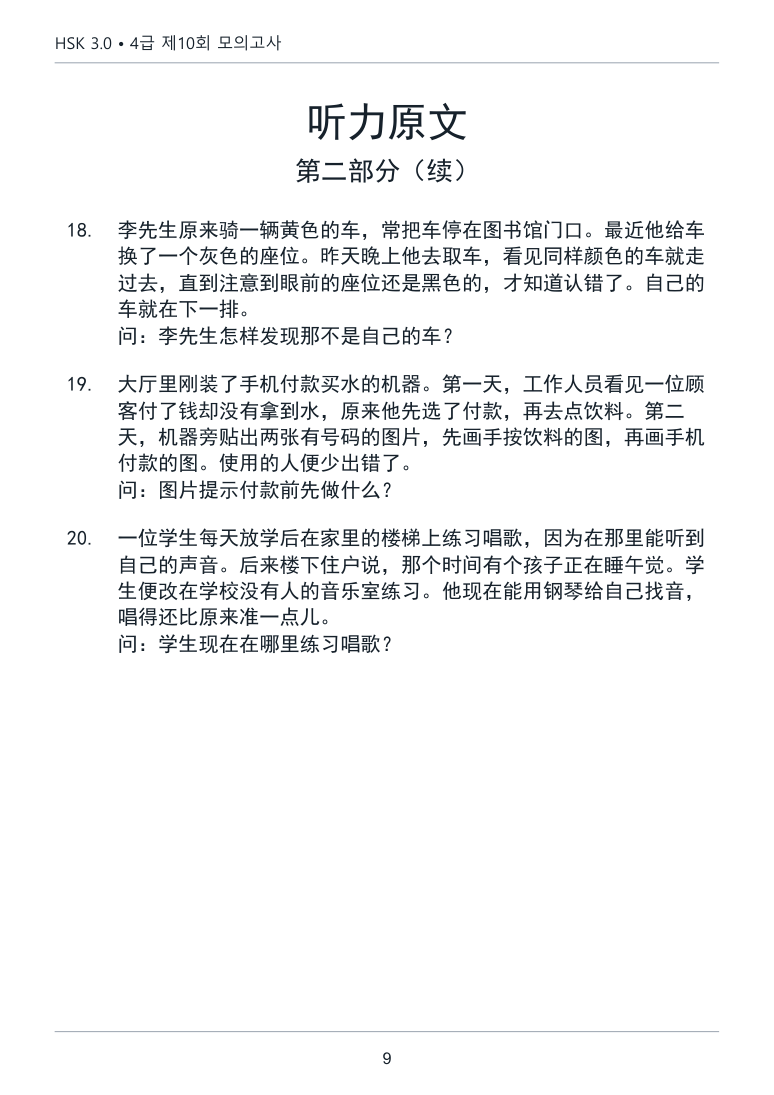 HSK 3.0 • 4급 제10회 모의고사
听力原文
第二部分（续）
18. 李先生原来骑一辆黄色的车，常把车停在图书馆门口。最近他给车
换了一个灰色的座位。昨天晚上他去取车，看见同样颜色的车就走
过去，直到注意到眼前的座位还是黑色的，才知道认错了。自己的
车就在下一排。
问：李先生怎样发现那不是自己的车？
19. 大厅里刚装了手机付款买水的机器。第一天，工作人员看见一位顾
客付了钱却没有拿到水，原来他先选了付款，再去点饮料。第二
天，机器旁贴出两张有号码的图片，先画手按饮料的图，再画手机
付款的图。使用的人便少出错了。
问：图片提示付款前先做什么？
20. 一位学生每天放学后在家里的楼梯上练习唱歌，因为在那里能听到
自己的声音。后来楼下住户说，那个时间有个孩子正在睡午觉。学
生便改在学校没有人的音乐室练习。他现在能用钢琴给自己找音，
唱得还比原来准一点儿。
问：学生现在在哪里练习唱歌？
9